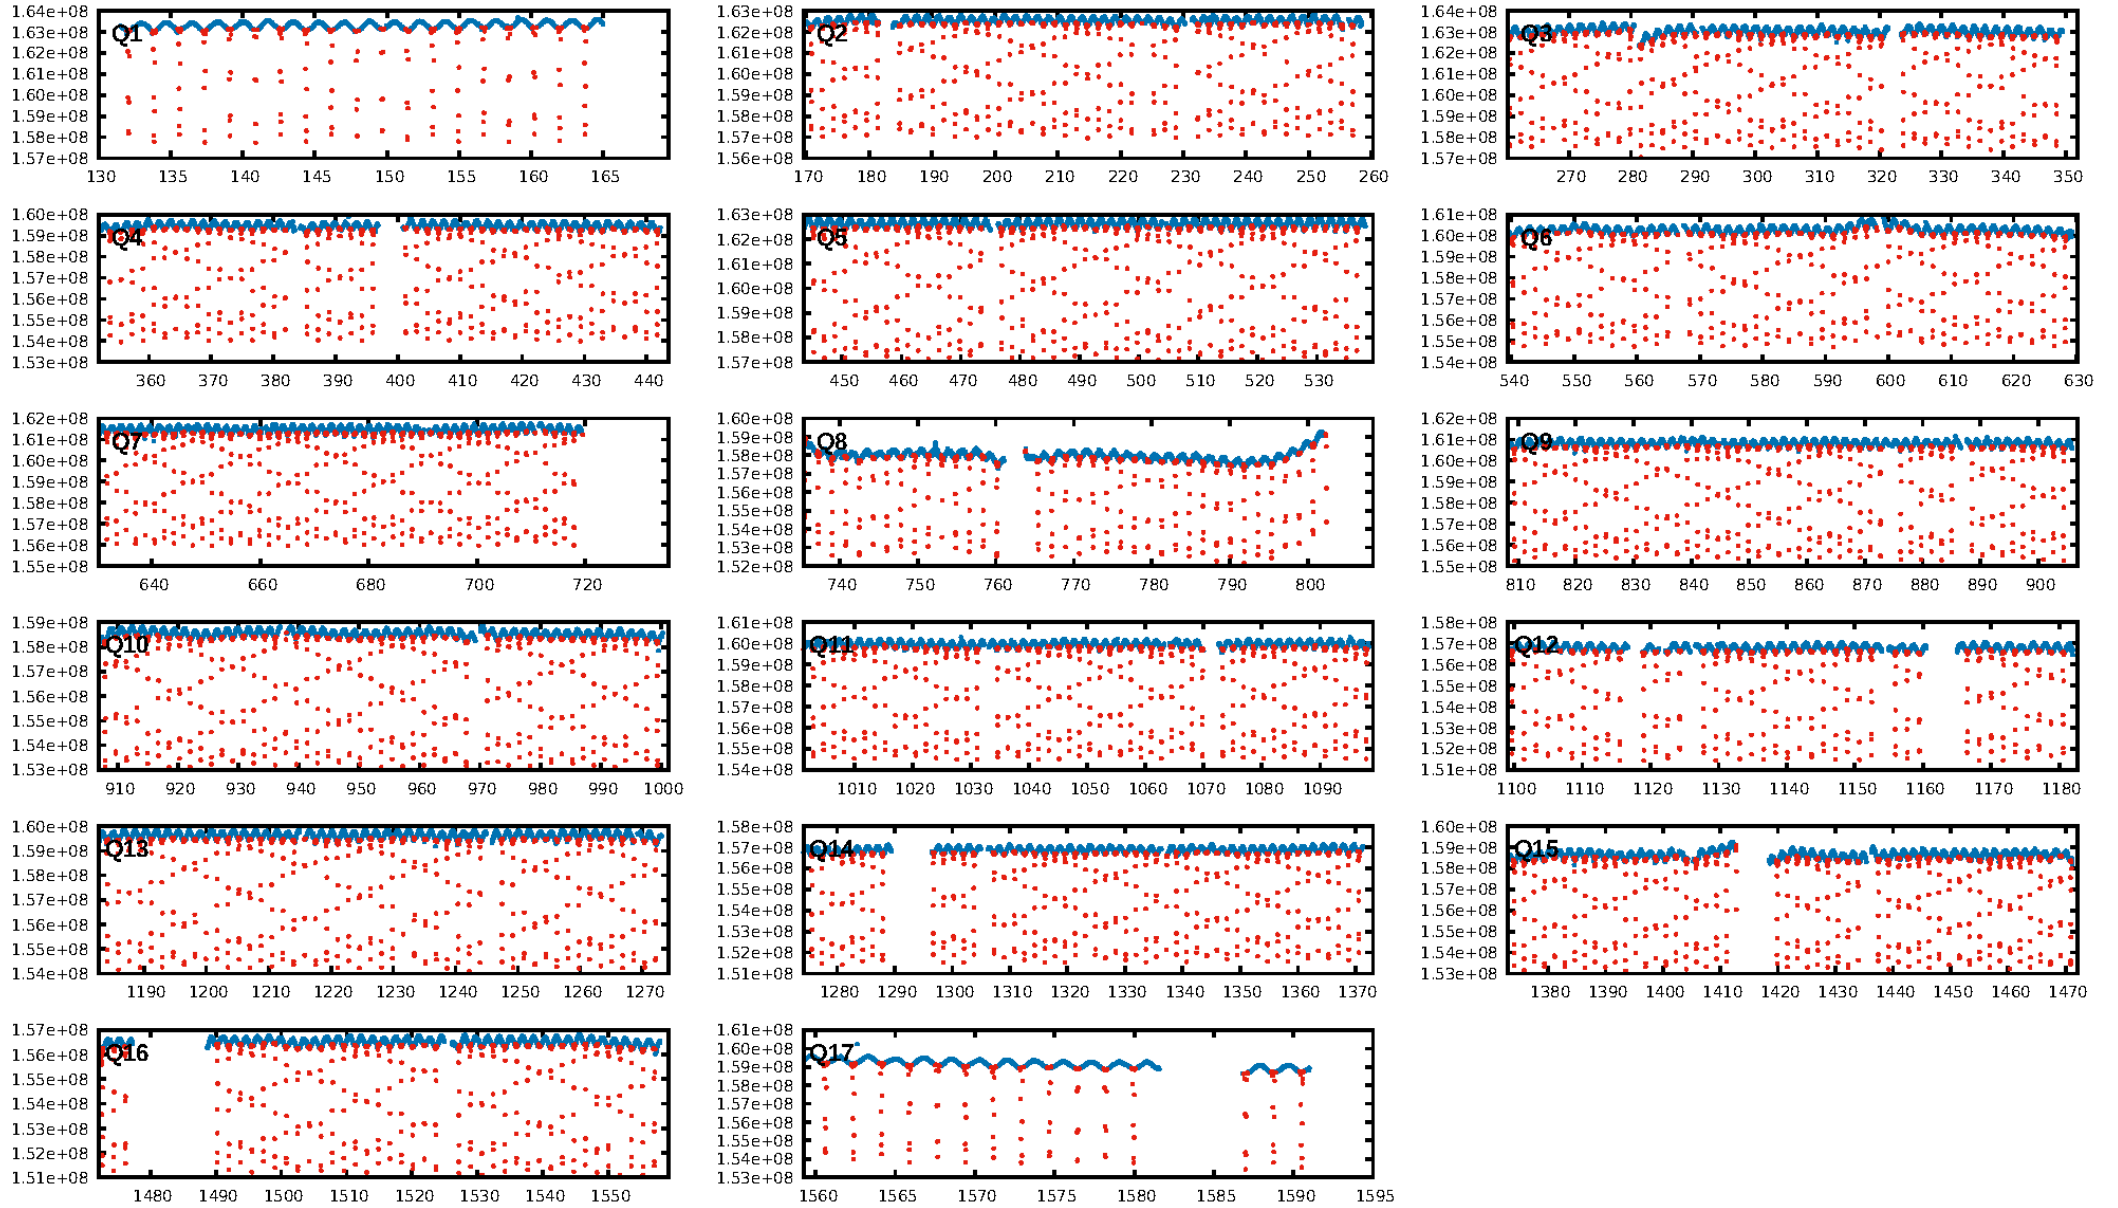 1.64e+08 1.63e+08 1.62e+08 1.61e+08 1.60e+08 1.59e+08 1.58e+08 1.57e+08
Q1
130 135 140 145 150 155 160 165
1.63e+08 1.62e+08 1.61e+08 1.60e+08 1.59e+08 1.58e+08 1.57e+08 1.56e+08
Q2
170 180 190 200 210 220 230 240 250 260
1.64e+08 1.63e+08 1.62e+08 1.61e+08 1.60e+08 1.59e+08 1.58e+08 1.57e+08
Q3
270 280 290 300 310 320 330 340 350
1.60e+08 1.59e+08 1.58e+08 1.57e+08 1.56e+08 1.55e+08 1.54e+08 1.53e+08
Q4
360 370 380 390 400 410 420 430 440
1.63e+08 1.62e+08 1.61e+08 1.60e+08 1.59e+08 1.58e+08 1.57e+08
Q5
450 460 470 480 490 500 510 520 530
1.61e+08 1.60e+08 1.59e+08 1.58e+08 1.57e+08 1.56e+08 1.55e+08 1.54e+08
Q6
540 550 560 570 580 590 600 610 620 630
1.62e+08 1.61e+08 1.60e+08 1.59e+08 1.58e+08 1.57e+08 1.56e+08 1.55e+08
Q7
640 660 680 700 720
1.60e+08 1.59e+08 1.58e+08 1.57e+08 1.56e+08 1.55e+08 1.54e+08 1.53e+08 1.52e+08
Q8
740 750 760 770 780 790 800
1.62e+08 1.61e+08 1.60e+08 1.59e+08 1.58e+08 1.57e+08 1.56e+08 1.55e+08
Q9
810 820 830 840 850 860 870 880 890 900
1.59e+08 1.58e+08 1.57e+08 1.56e+08 1.55e+08 1.54e+08 1.53e+08
Q10
910 920 930 940 950 960 970 980 990 1000
1.61e+08 1.60e+08 1.59e+08 1.58e+08 1.57e+08 1.56e+08 1.55e+08 1.54e+08
Q11
1010 1020 1030 1040 1050 1060 1070 1080 1090
1.58e+08 1.57e+08 1.56e+08 1.55e+08 1.54e+08 1.53e+08 1.52e+08 1.51e+08
Q12
1100 1110 1120 1130 1140 1150 1160 1170 1180
1.60e+08 1.59e+08 1.58e+08 1.57e+08 1.56e+08 1.55e+08 1.54e+08
Q13
1190 1200 1210 1220 1230 1240 1250 1260 1270
1.58e+08 1.57e+08 1.56e+08 1.55e+08 1.54e+08 1.53e+08 1.52e+08 1.51e+08
Q14
1280 1290 1300 1310 1320 1330 1340 1350 1360 1370
1.60e+08 1.59e+08 1.58e+08 1.57e+08 1.56e+08 1.55e+08 1.54e+08 1.53e+08
Q15
1380 1390 1400 1410 1420 1430 1440 1450 1460 1470
1.57e+08 1.56e+08 1.55e+08 1.54e+08 1.53e+08 1.52e+08 1.51e+08
Q16
1480 1490 1500 1510 1520 1530 1540 1550
1.61e+08 1.60e+08 1.59e+08 1.58e+08 1.57e+08 1.56e+08 1.55e+08 1.54e+08 1.53e+08
Q17
1560 1565 1570 1575 1580 1585 1590 1595